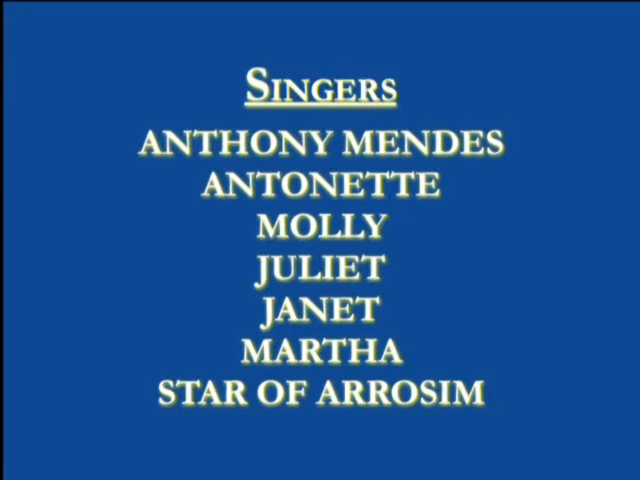 SINGERS
ANTHONY MENDES
ANTONETTE
MOLLY
JULIET
JANET
MARTHA
STAR OF ARROSIM